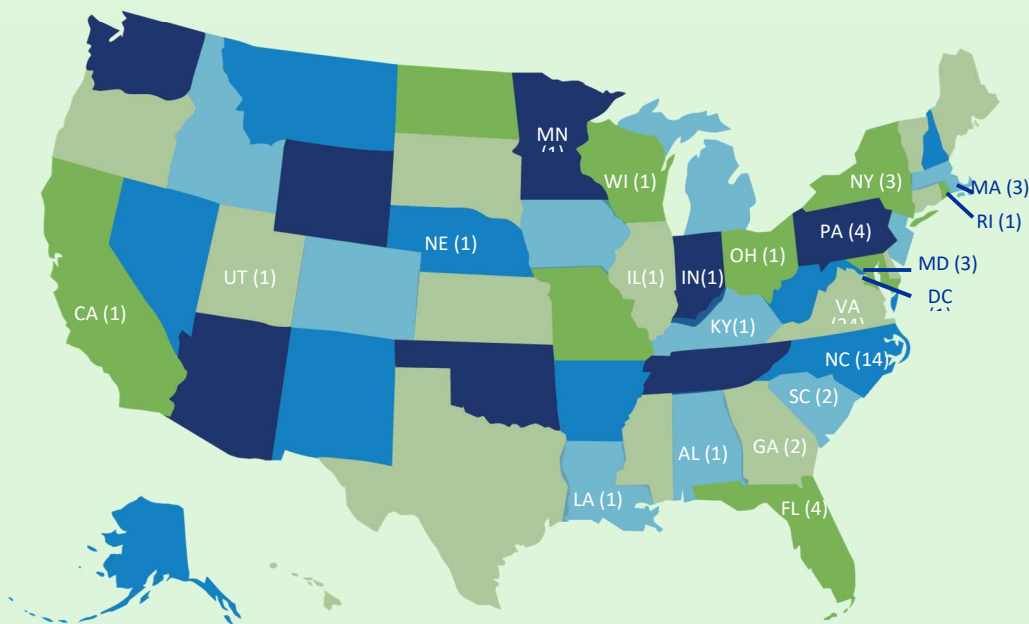 MN
(1)
WI (1)
NY (3)
MA (3)
RI (1)
PA (4)
NE (1)
OH (1)
MD (3)
UT (1)
IL(1)
IN(1)
DC
CA (1)
VA
KY(1)
NC (14)
SC (2)
AL (1)
GA (2)
LA (1)
FL (4)